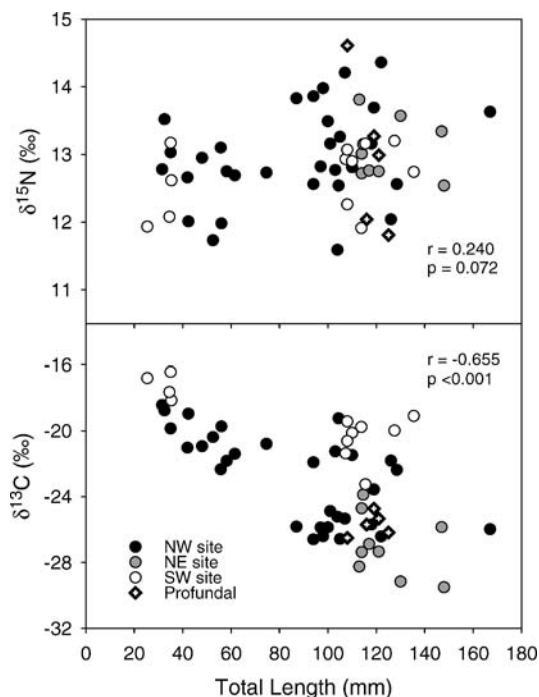 15
14
δ¹⁵N (‰)
13
12
11
r = 0.240
p = 0.072
-16
r = -0.655
p <0.001
-20
δ¹³C (‰)
-24
-28
NW site
NE site
SW site
Profundal
-32
0 20 40 60 80 100 120 140 160 180
Total Length (mm)